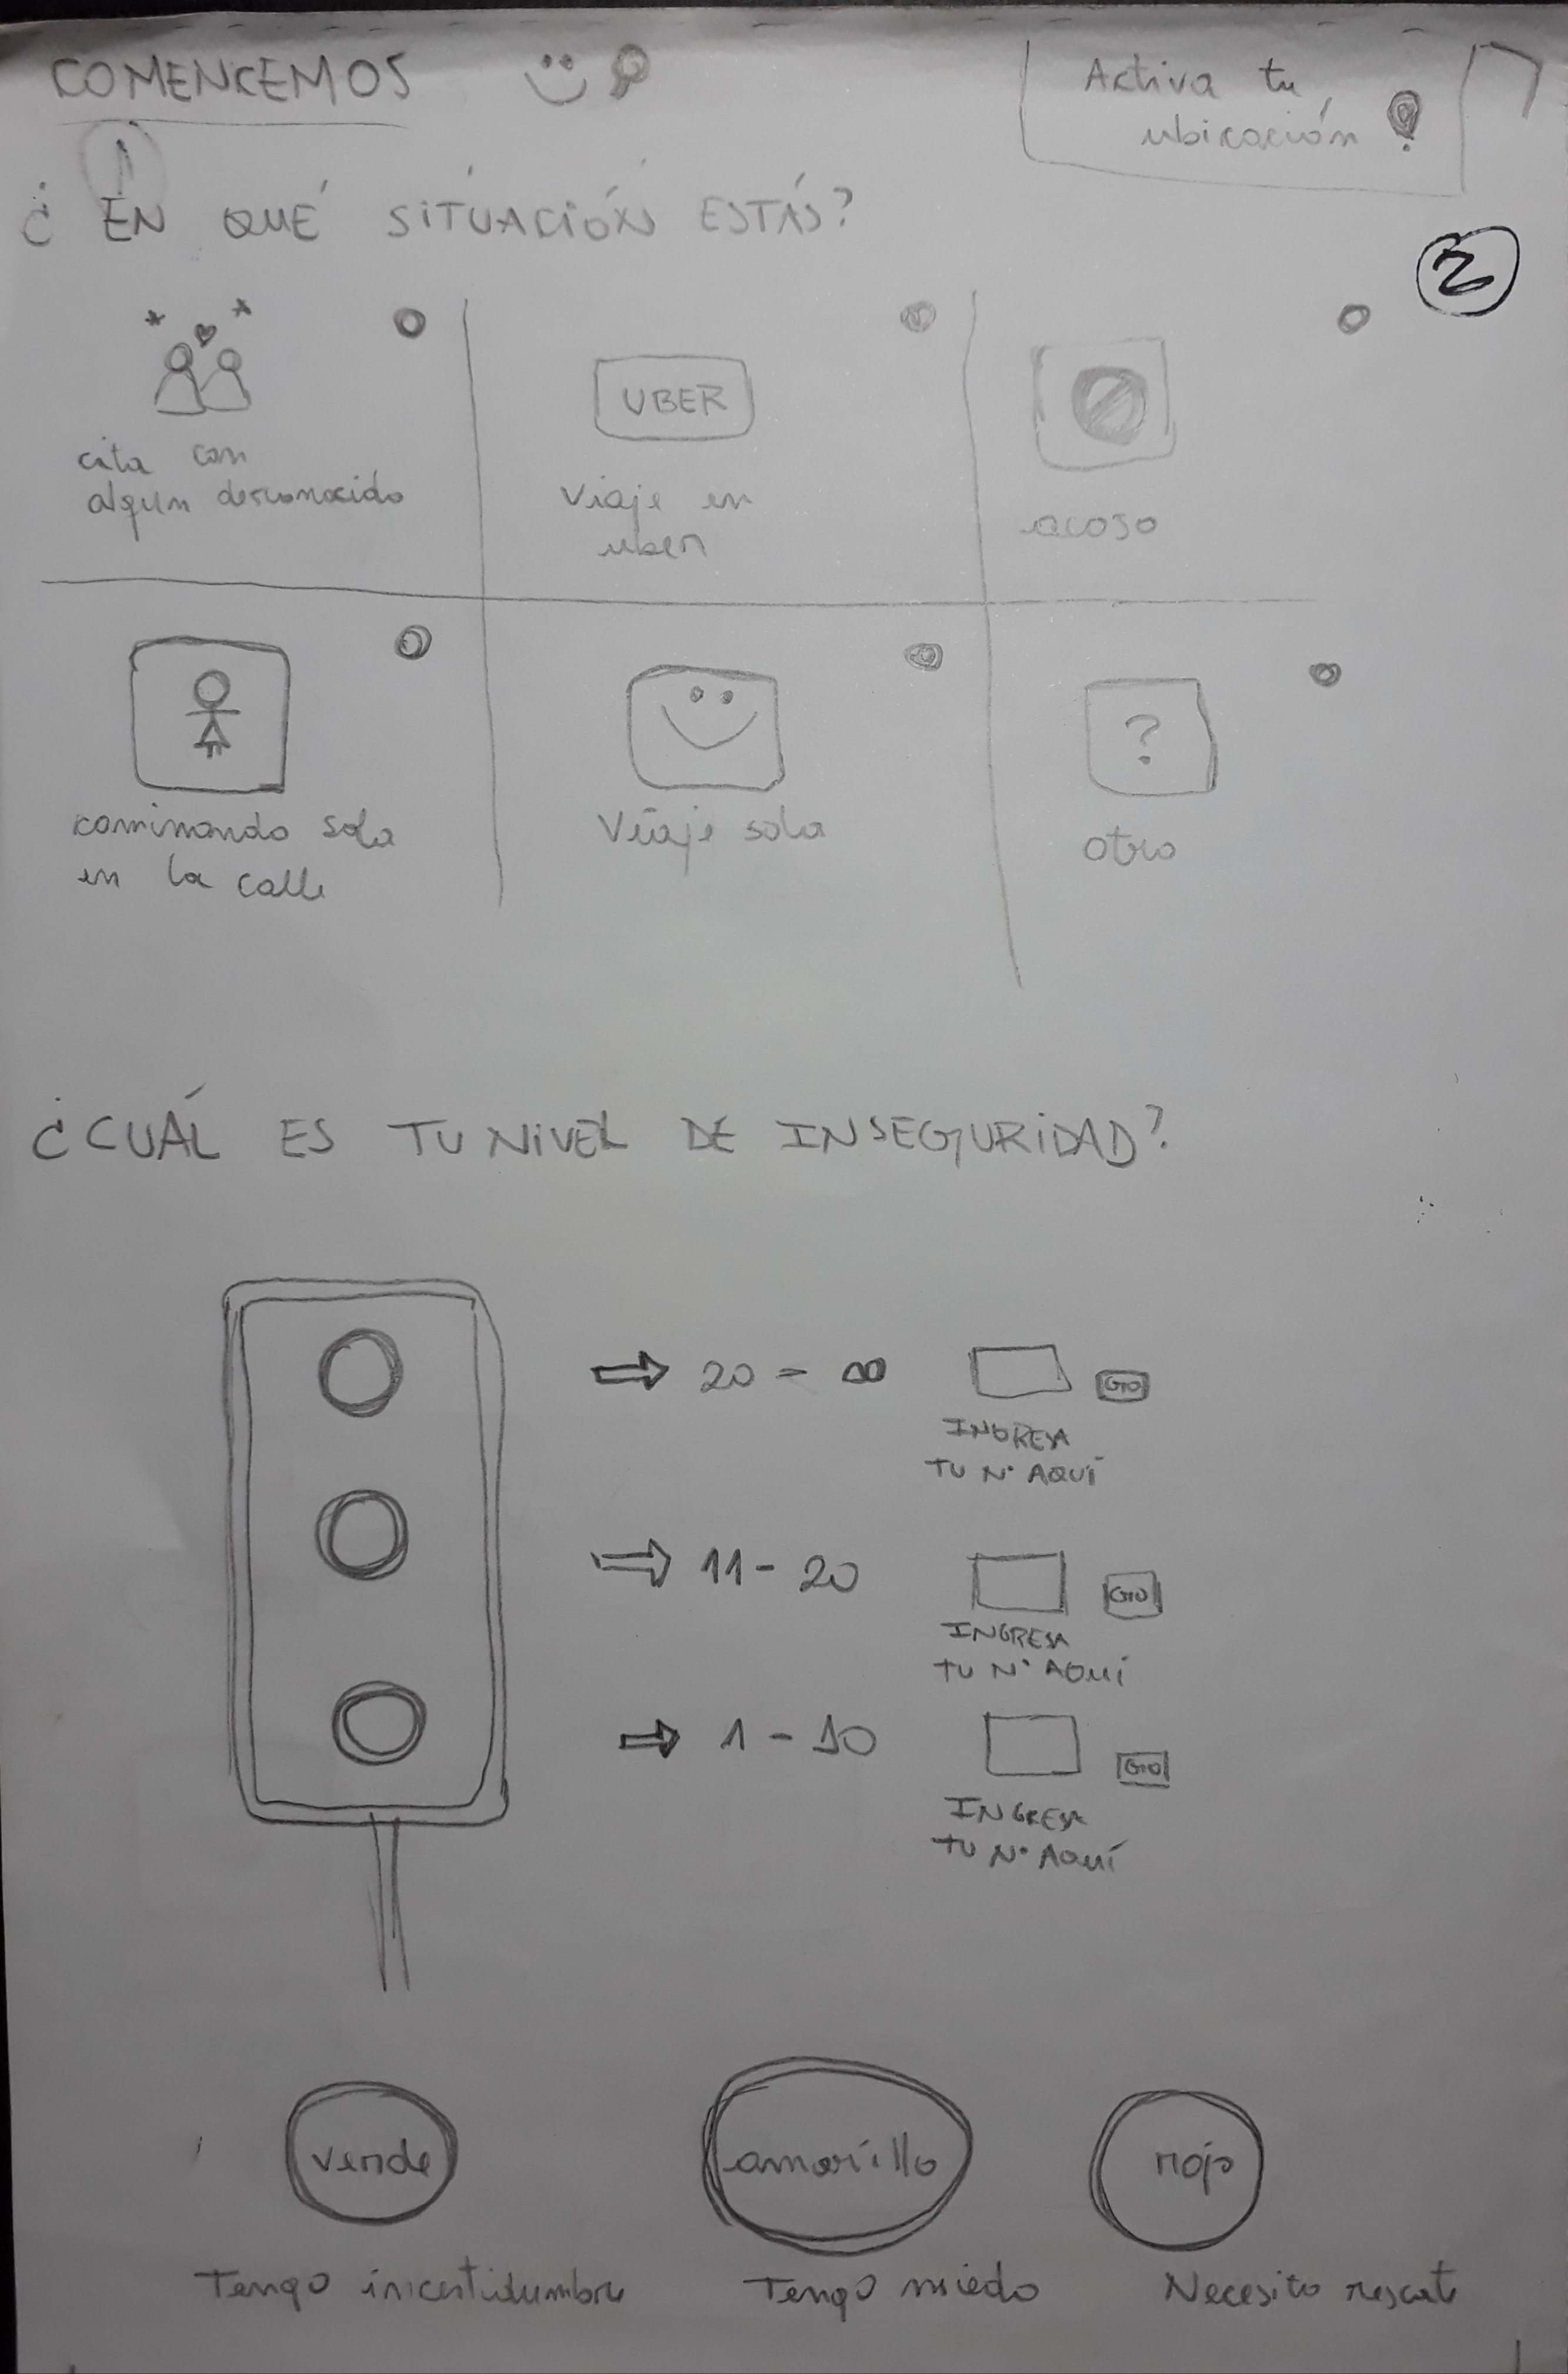 COMENCEMOS
Activa tu
ubicación
¿EN QUÉ SITUACIÓN ESTÁS?
2
cita con
algun desconocido
UBER
Viaje en
uber
acoso
caminando sola
en la calle
Viaje sola
?
otro
¿CUÁL ES TU NIVEL DE INSEGURIDAD?
20 - ∞
GO
INGRESA
TU N° AQUÍ
11 - 20
GO
INGRESA
TU N° AQUÍ
1 - 10
GO
INGRESA
TU N° AQUÍ
verde
amarillo
rojo
Tengo incertidumbre
Tengo miedo
Necesito rescate